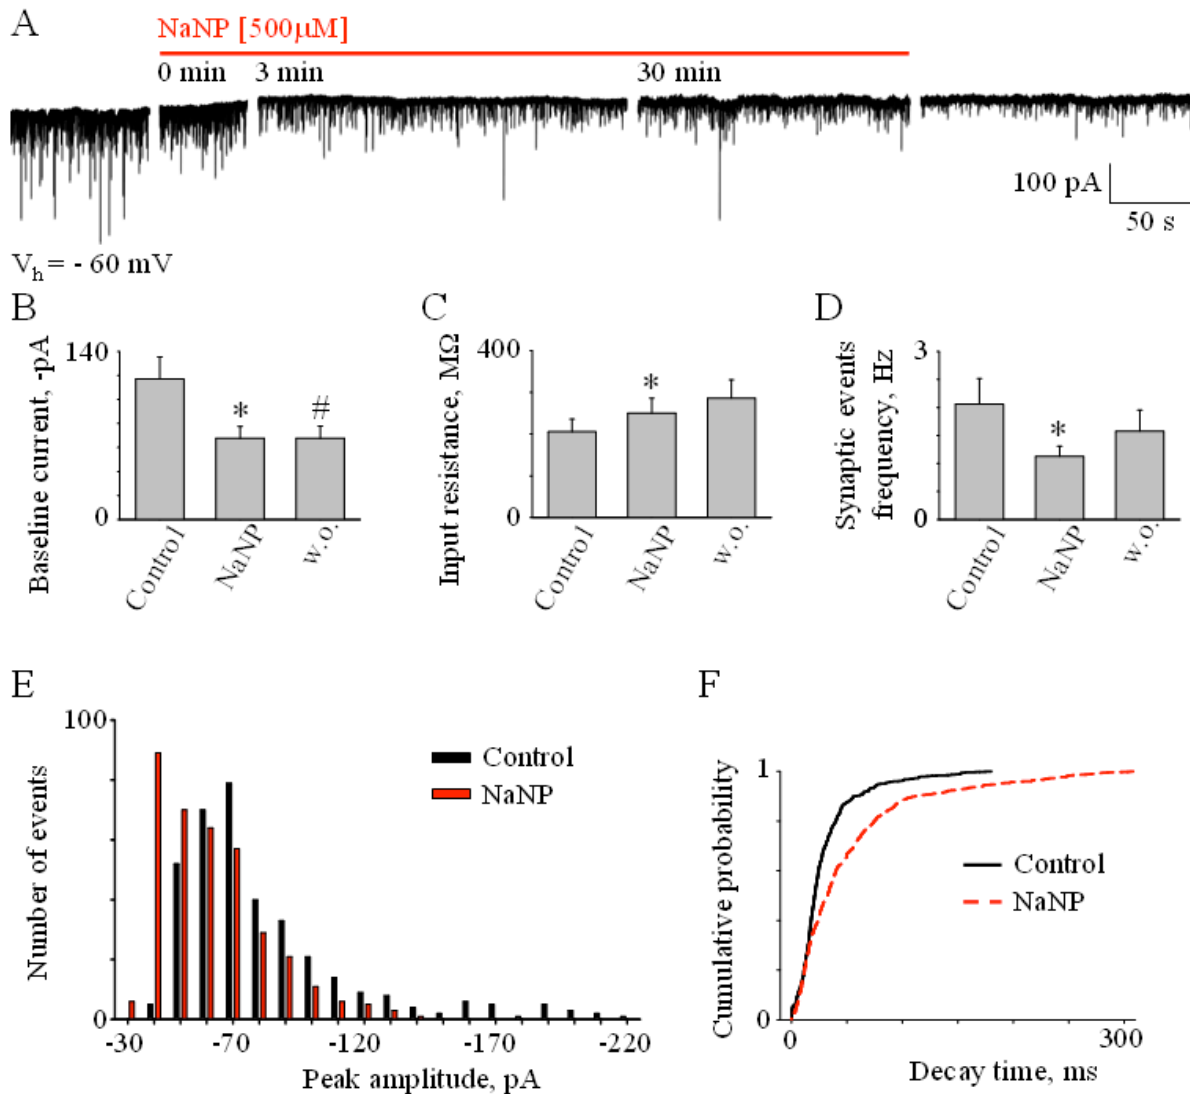 A
NaNP [500µM]
0 min 3 min 30 min
100 pA
50 s
Vh = - 60 mV
B
Baseline current, -pA
140
0
*
#
Control
NaNP
w.o.
C
Input resistance, MΩ
400
0
*
Control
NaNP
w.o.
D
Synaptic events
frequency, Hz
3
0
*
Control
NaNP
w.o.
E
Number of events
100
0
Control
NaNP
-30 -70 -120 -170 -220
Peak amplitude, pA
F
Cumulative probability
1
0
Control
NaNP
0 300
Decay time, ms